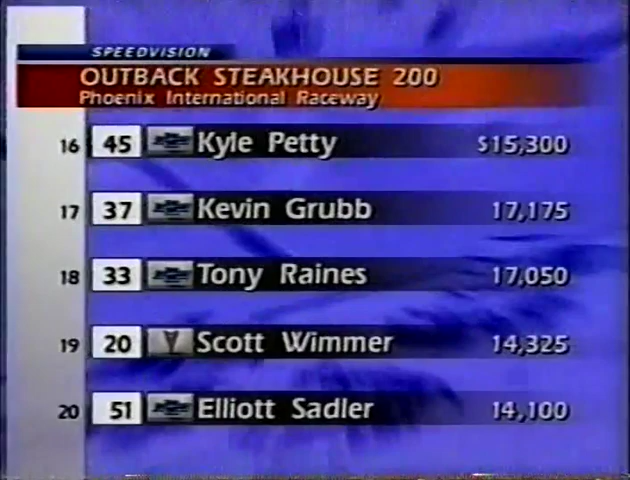 SPEEDVISION
OUTBACK STEAKHOUSE 200
Phoenix International Raceway
16 45 Kyle Petty $15,300
17 37 Kevin Grubb 17,175
18 33 Tony Raines 17,050
19 20 Scott Wimmer 14,325
20 51 Elliott Sadler 14,100